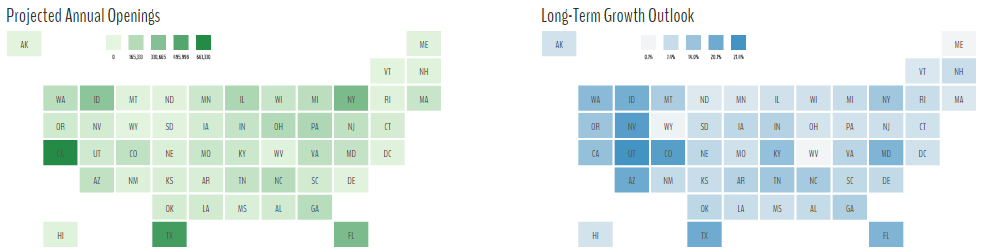 Projected Annual Openings
AK ME
0
VT NH
WA ID MT ND MN IL WI MI NY RI MA
OR NV WY SD IA IN OH PA NJ CT
CA UT CO NE MO KY WV VA MD DC
AZ NM KS AR TN NC SC DE
OK LA MS AL GA
HI TX FL
Long-Term Growth Outlook
AK ME
VT NH
WA ID MT ND MN IL WI MI NY RI MA
OR NV WY SD IA IN OH PA NJ CT
CA UT CO NE MO KY WV VA MD DC
AZ NM KS AR TN NC SC DE
OK LA MS AL GA
HI TX FL